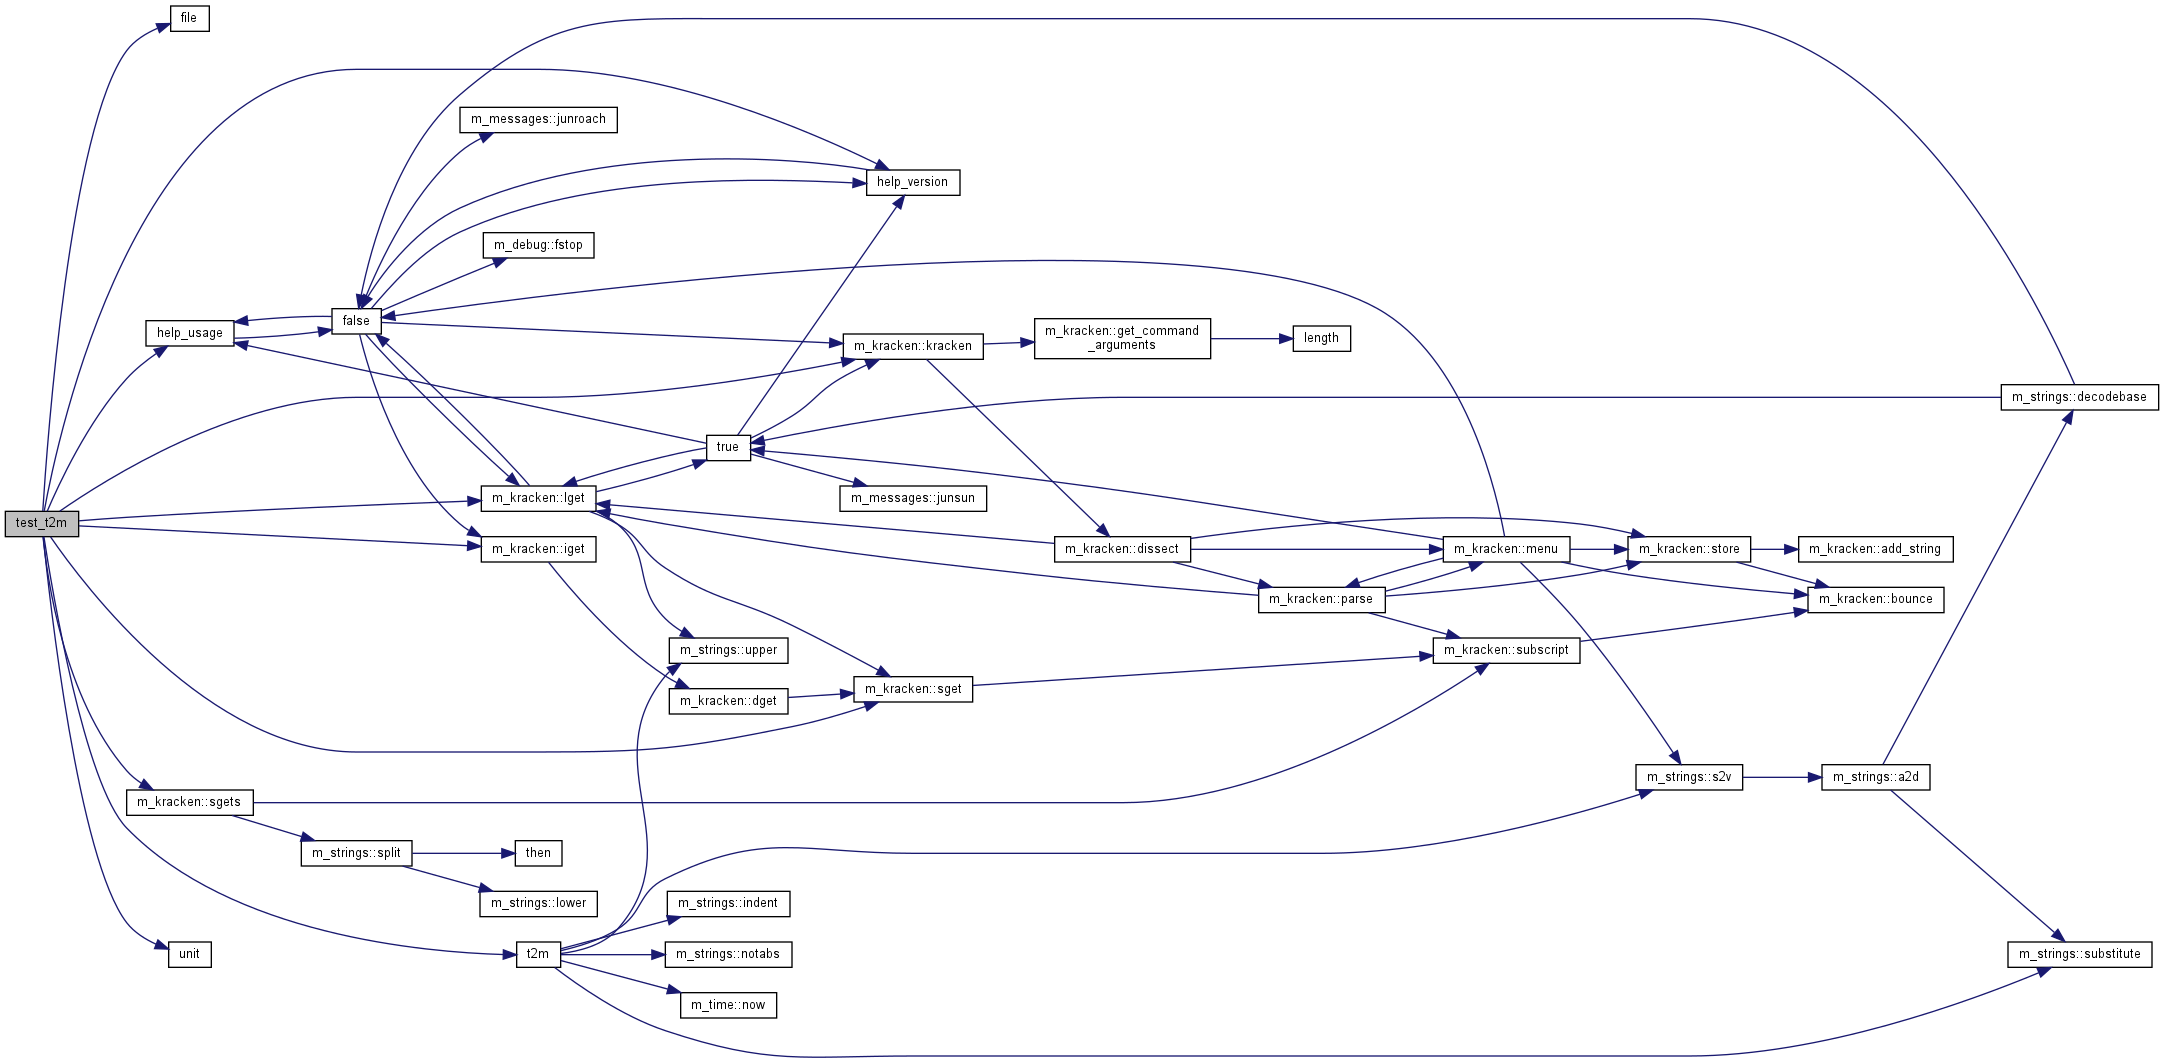 file
m_messages::junroach
help_version
m_debug::fstop
false
help_usage
m_kracken::kracken
m_kracken::get_command
_arguments
length
m_strings::decodebase
true
m_kracken::lget
m_messages::junsun
test_t2m
m_kracken::iget
m_kracken::dissect
m_kracken::menu
m_kracken::store
m_kracken::add_string
m_kracken::parse
m_kracken::bounce
m_strings::upper
m_kracken::subscript
m_kracken::sget
m_kracken::dget
m_strings::s2v
m_strings::a2d
m_kracken::sgets
m_strings::split
then
m_strings::lower
m_strings::indent
unit
t2m
m_strings::notabs
m_strings::substitute
m_time::now